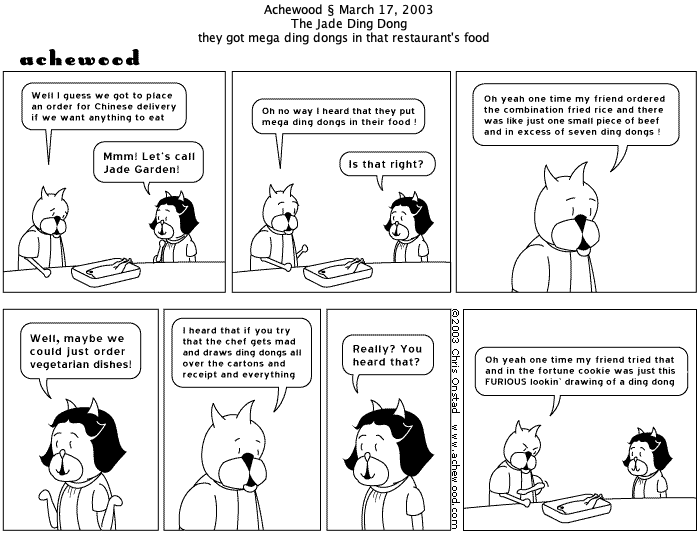 Achewood § March 17, 2003
The Jade Ding Dong
they got mega ding dongs in that restaurant's food
achewood
Well I guess we got to place
an order for Chinese delivery
if we want anything to eat
Mmm! Let's call
Jade Garden!
Oh no way I heard that they put
mega ding dongs in their food !
Is that right?
Oh yeah one time my friend ordered
the combination fried rice and there
was like just one small piece of beef
and in excess of seven ding dongs !
Well, maybe we
could just order
vegetarian dishes!
I heard that if you try
that the chef gets mad
and draws ding dongs all
over the cartons and
receipt and everything
Really? You
heard that?
©2003 Chris Onstad www.achewood.com
Oh yeah one time my friend tried that
and in the fortune cookie was just this
FURIOUS lookin' drawing of a ding dong